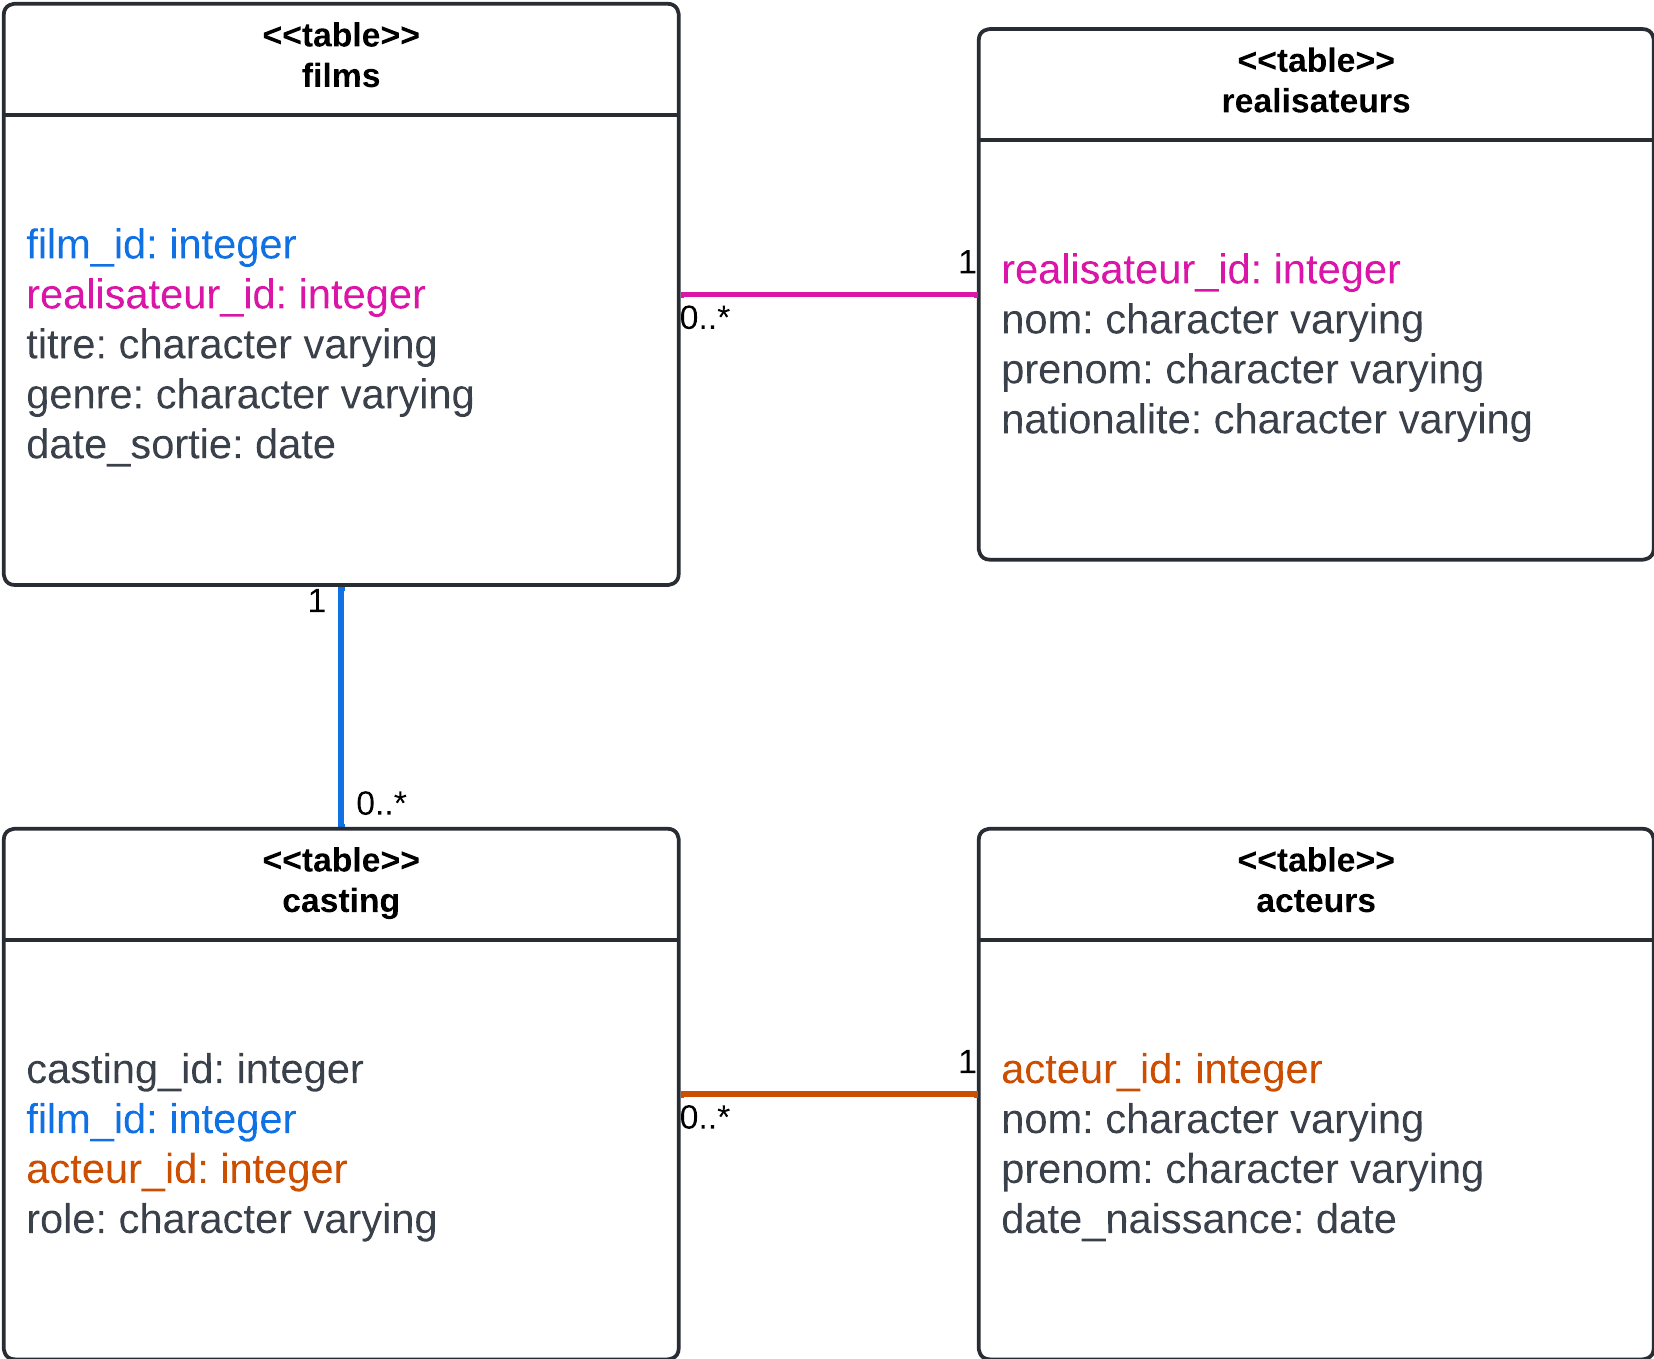 <<table>>
films
film_id: integer
realisateur_id: integer
titre: character varying
genre: character varying
date_sortie: date
<<table>>
realisateurs
realisateur_id: integer
nom: character varying
prenom: character varying
nationalite: character varying
1
0..*
1
0..*
<<table>>
casting
casting_id: integer
film_id: integer
acteur_id: integer
role: character varying
1
0..*
<<table>>
acteurs
acteur_id: integer
nom: character varying
prenom: character varying
date_naissance: date